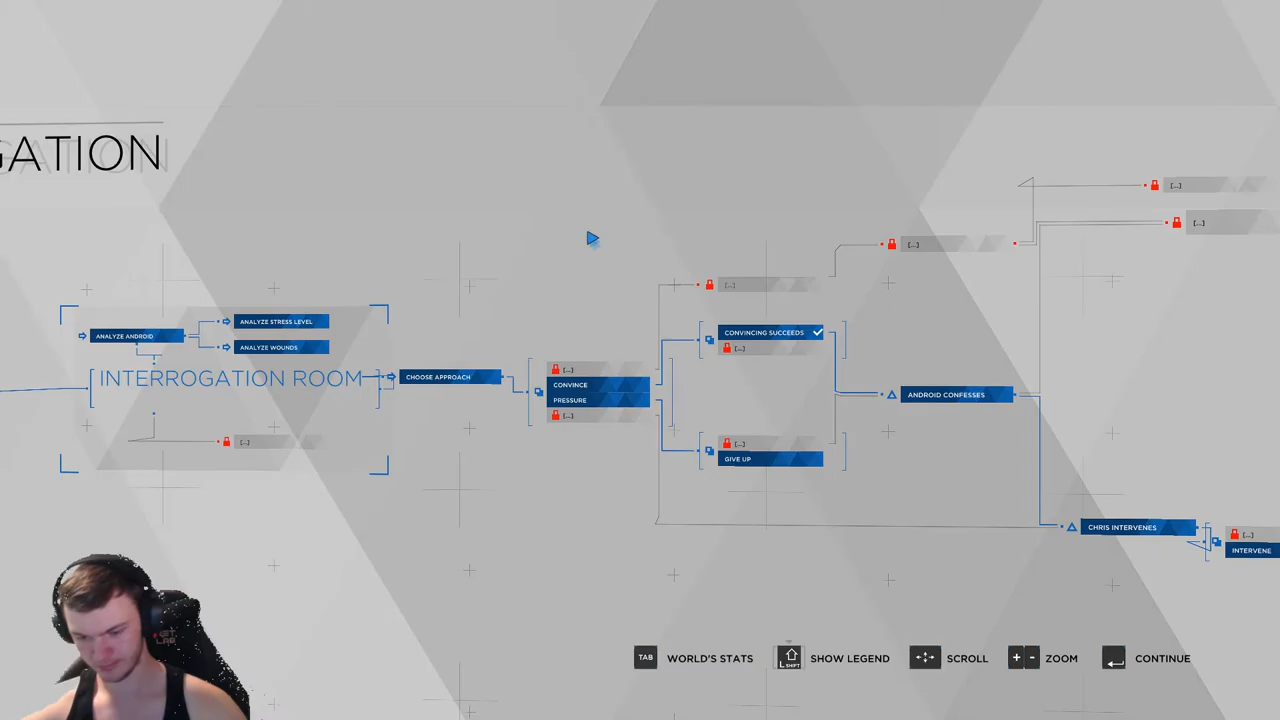 GATION
[...]
[...]
[...]
[...]
ANALYZE STRESS LEVEL
ANALYZE ANDROID
ANALYZE WOUNDS
CONVINCING SUCCEEDS
[...]
INTERROGATION ROOM
CHOOSE APPROACH
[...]
CONVINCE
PRESSURE
[...]
ANDROID CONFESSES
[...]
[...]
GIVE UP
CHRIS INTERVENES
[...]
INTERVENE
TAB WORLD'S STATS
L SHIFT SHOW LEGEND
SCROLL
+ - ZOOM
CONTINUE